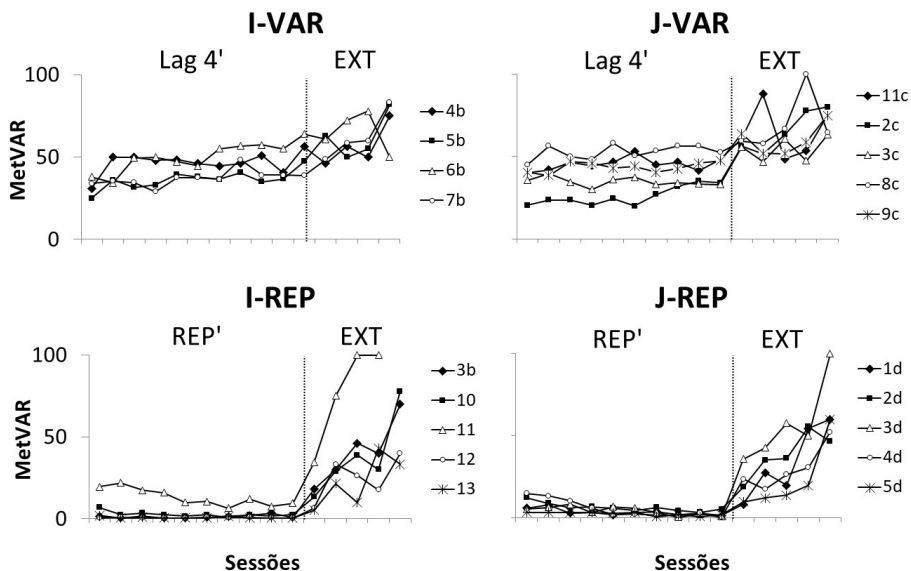 I-VAR
J-VAR
Lag 4'
EXT
Lag 4'
EXT
MetVAR
100
50
0
4b
5b
6b
7b
11c
2c
3c
8c
9c
I-REP
J-REP
REP'
EXT
REP'
EXT
MetVAR
100
50
0
3b
10
11
12
13
1d
2d
3d
4d
5d
Sessões
Sessões